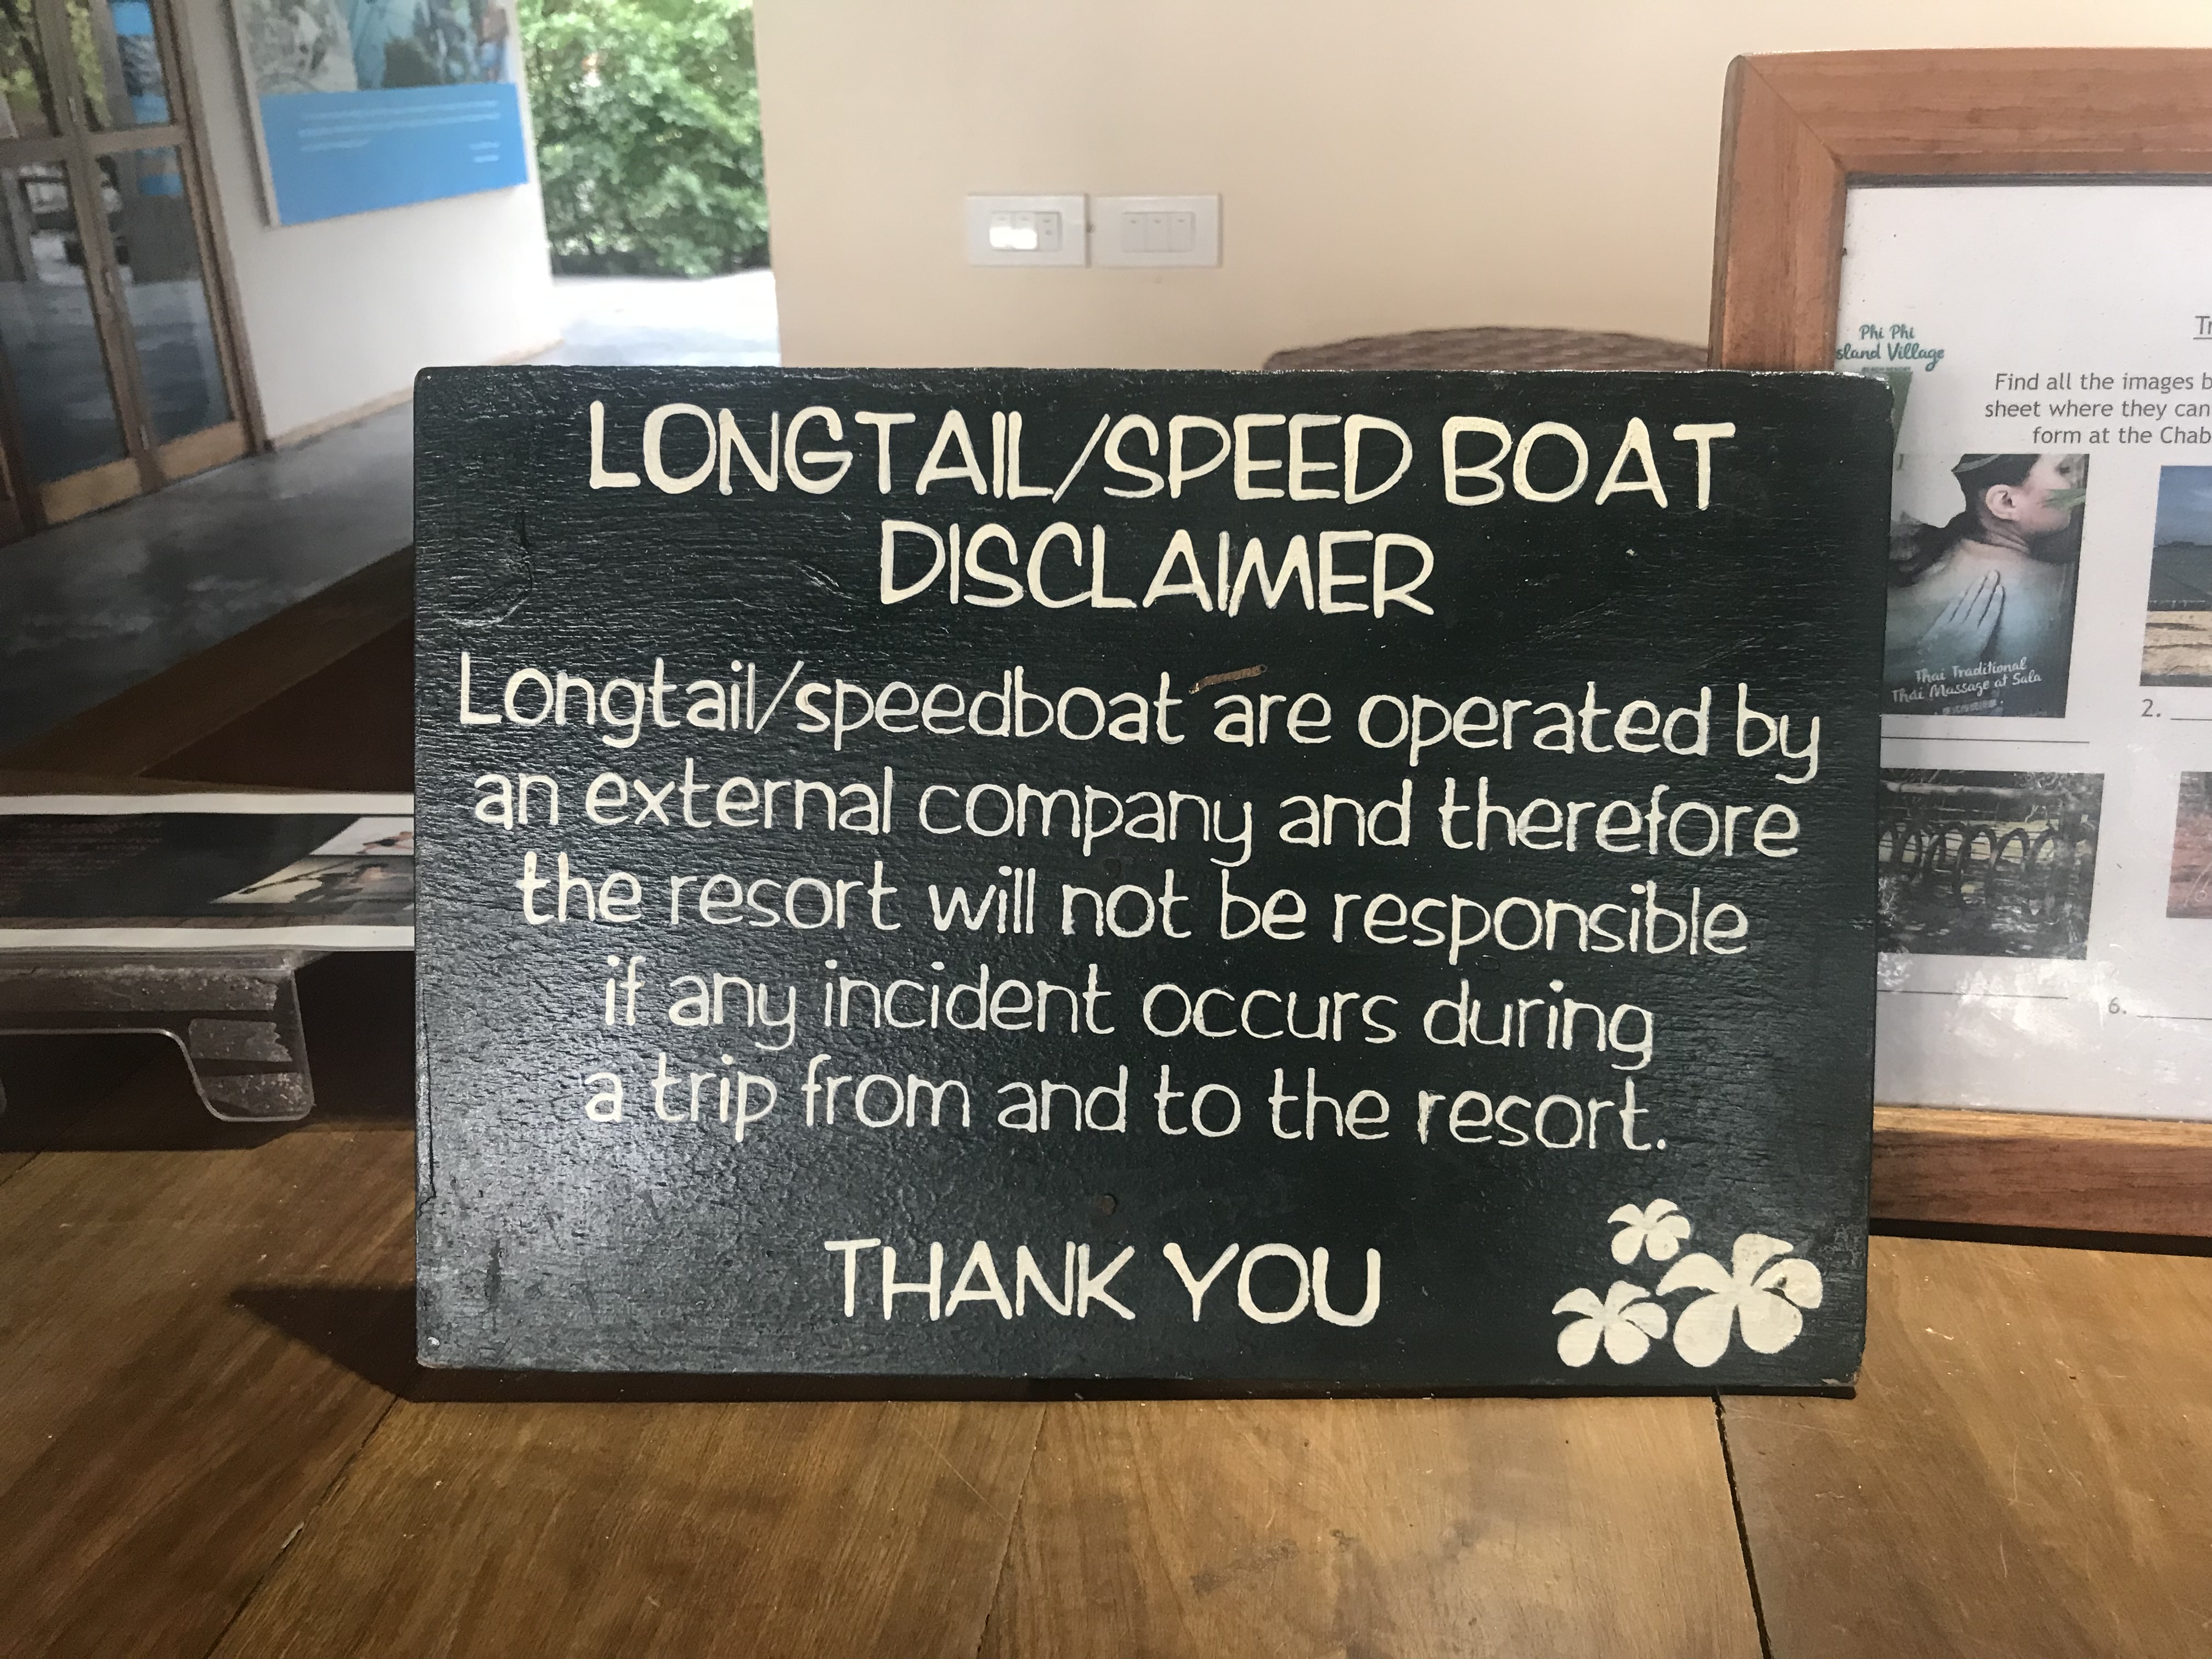 LONGTAIL/SPEED BOAT
DISCLAIMER
Longtail/speedboat are operated by
an external company and therefore
the resort will not be responsible
if any incident occurs during
a trip from and to the resort.
THANK YOU
Phi Phi
Island Village
Find all the images
sheet where they can
form at the
Thai Traditional
Thai Massage at Sala
2.
6.